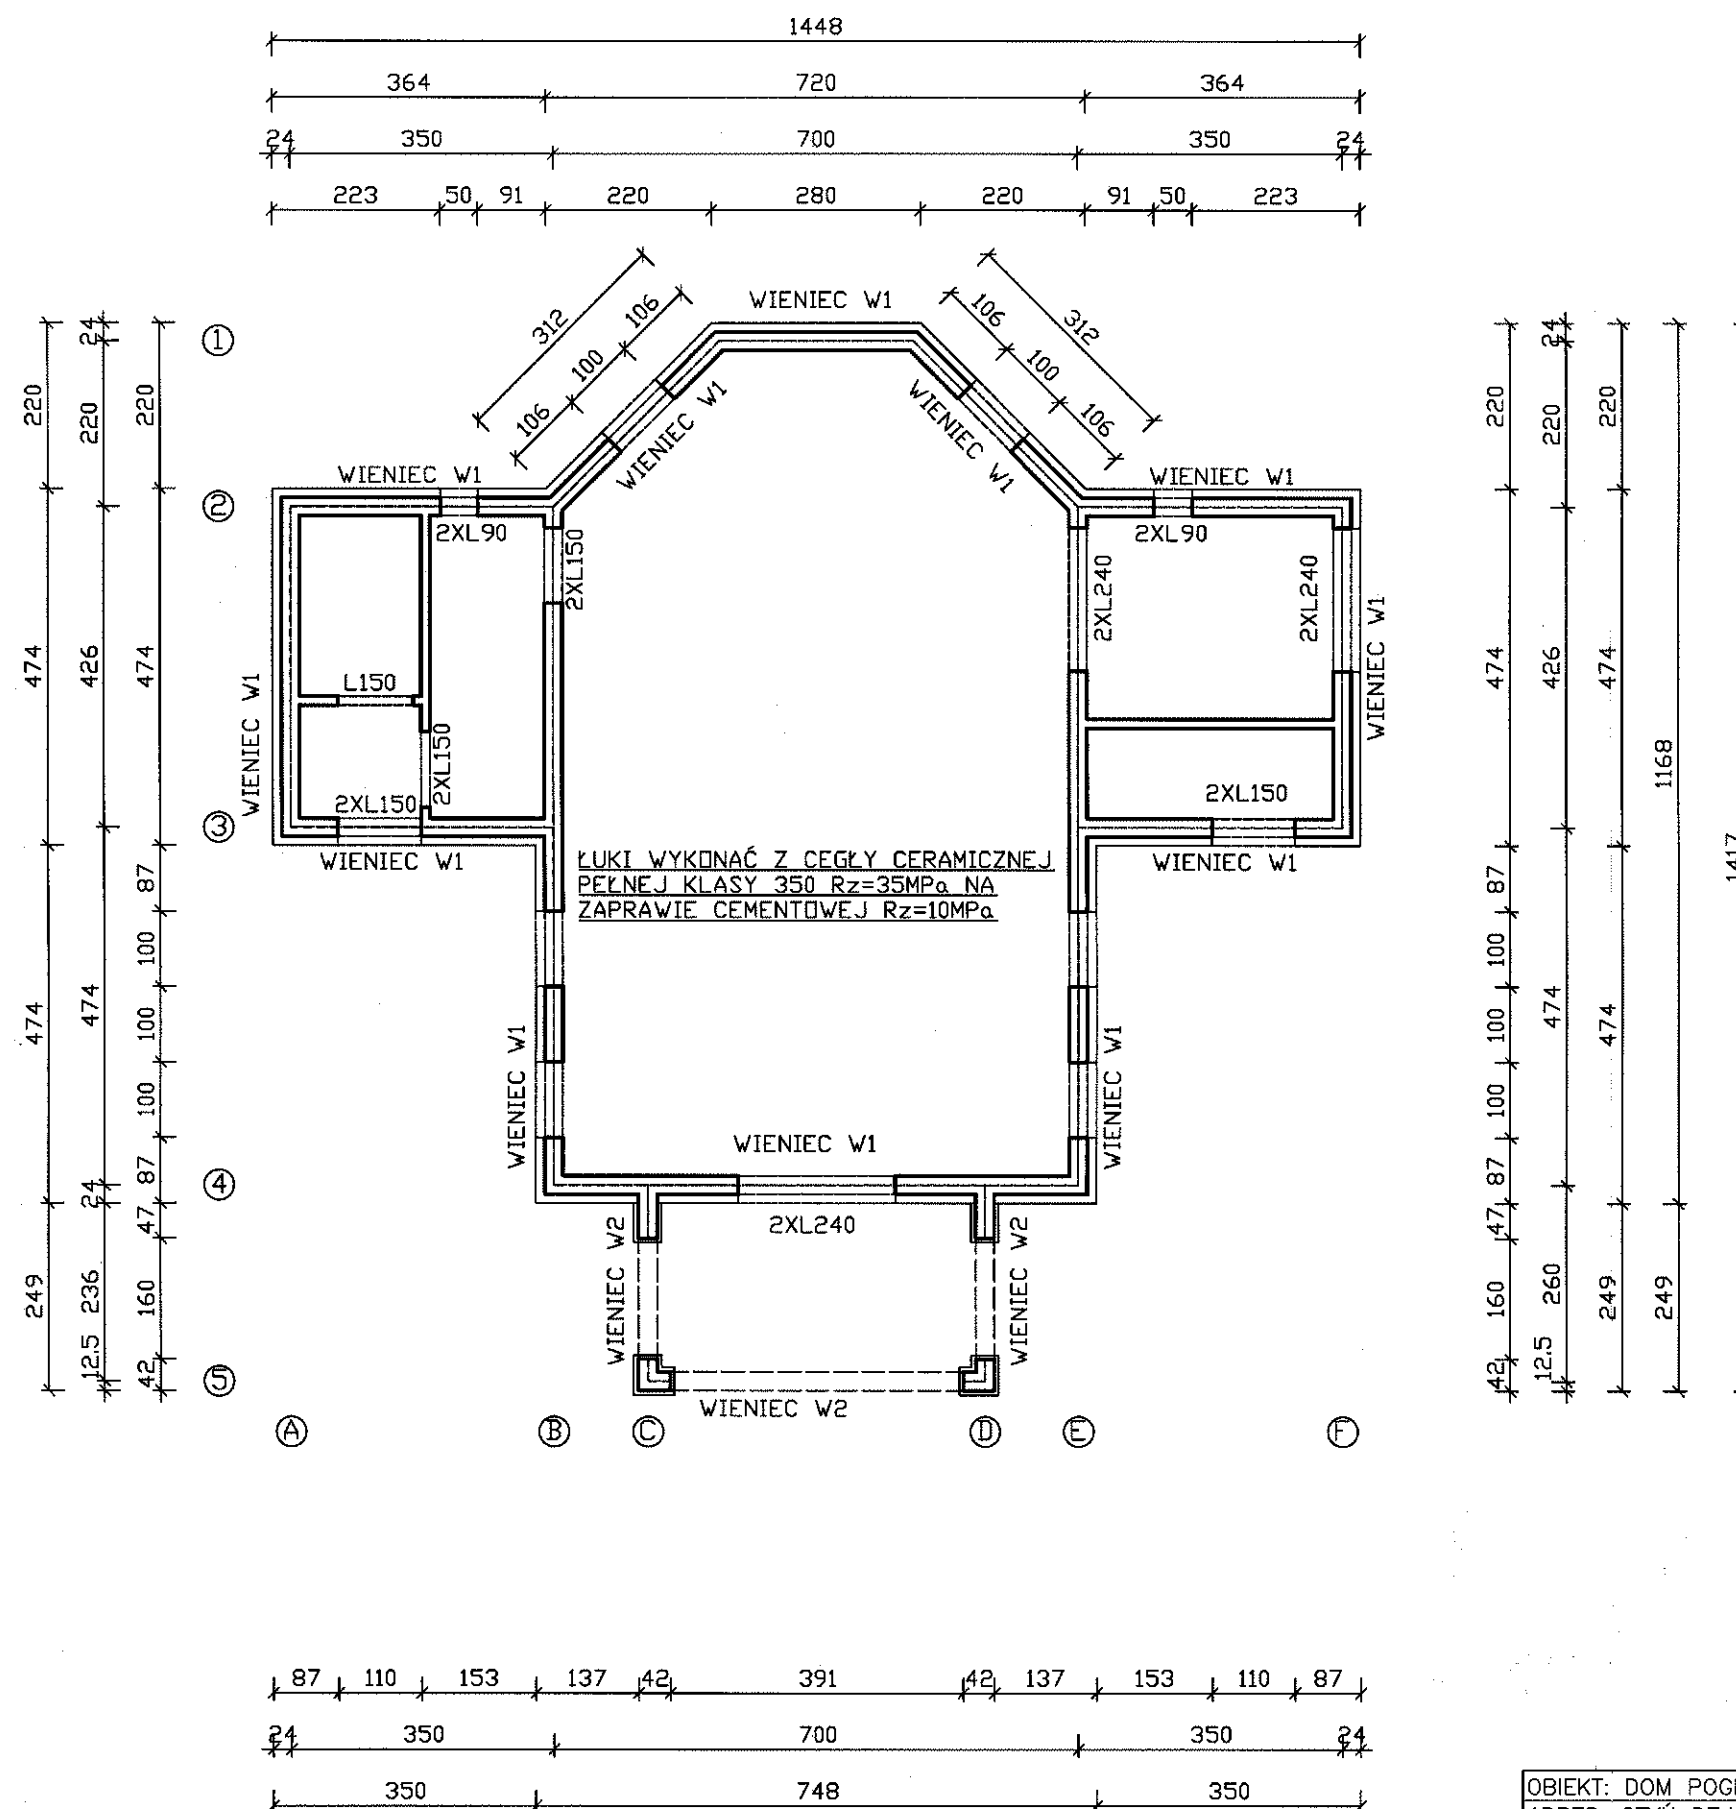 1448
364 720 364
24 350 700 350 24
223 50 91 220 280 220 91 50 223
312
106 100 106
106 100 106
312
WIENIEC W1
WIENIEC W1
WIENIEC W1
WIENIEC W1
WIENIEC W1
1
2
3
4
5
220 474 474 249
24 220 426 474 24 236 12.5
220 474 87 100 100 100 87 47 160 42
2XL90
2XL150
L150
2XL150
2XL150
WIENIEC W1
WIENIEC W1
2XL90
2XL240
2XL240
WIENIEC W1
2XL150
WIENIEC W1
ŁUKI WYKONAĆ Z CEGŁY CERAMICZNEJ
PEŁNEJ KLASY 350 Rz=35MPa NA
ZAPRAWIE CEMENTOWEJ Rz=10MPa
WIENIEC W1
WIENIEC W1
WIENIEC W1
2XL240
WIENIEC W2
WIENIEC W2
WIENIEC W2
A B C D E F
220 474 87 100 100 100 87 47 160 42
24 220 426 474 260 12.5
220 474 474 249
1168 249
1417
87 110 153 137 42 391 42 137 153 110 87
24 350 700 350 24
350 748 350
OBIEKT: DOM